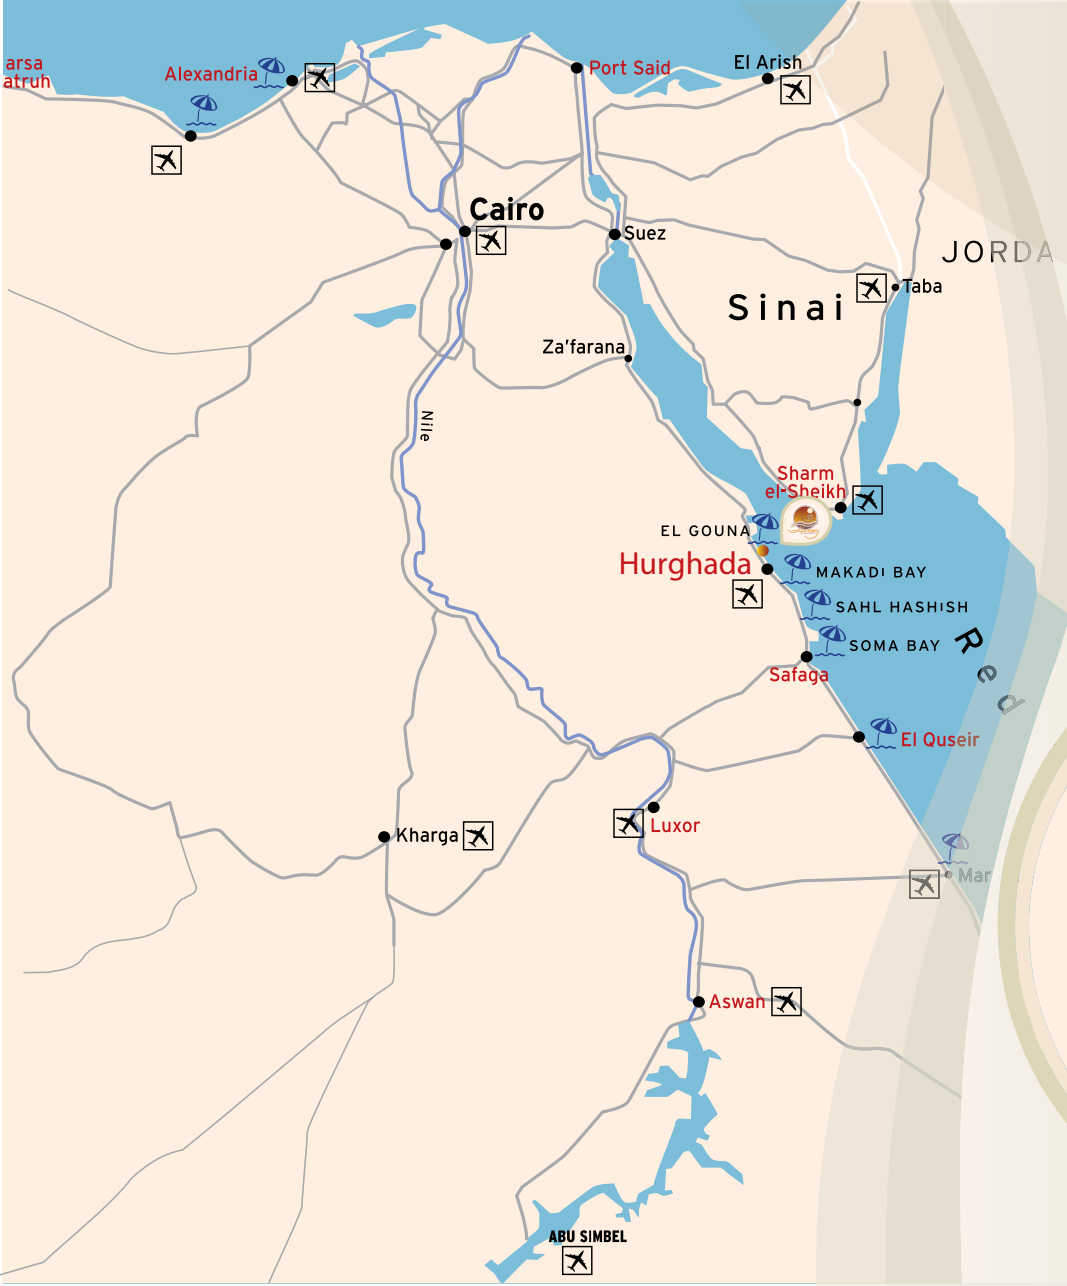 arsa
atruh
Alexandria
Port Said
El Arish
Cairo
Suez
JORDA
Taba
Sinai
Za'farana
Nile
Sharm
el-Sheikh
EL GOUNA
Hurghada
MAKADI BAY
SAHL HASHISH
SOMA BAY
Red
Safaga
El Quseir
Luxor
Kharga
Mar
Aswan
ABU SIMBEL